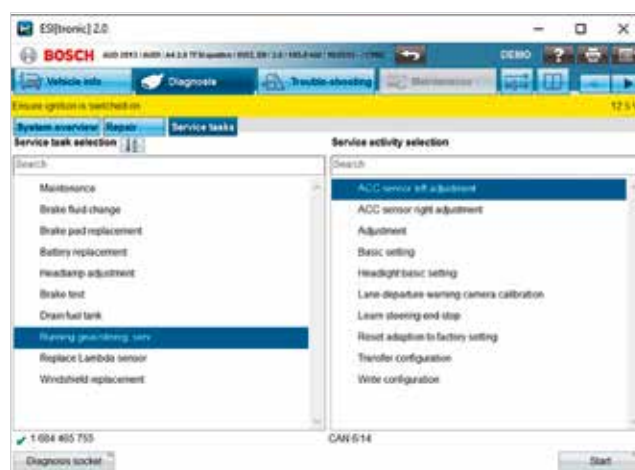 ESI[tronic] 2.0
BOSCH
DEMO
Vehicle info Diagnosis Trouble-shooting Maintenance
Ensure ignition is switched on
System overview Repair Service tasks
Service task selection Service activity selection
Search Search
Maintenance ACC sensor left adjustment
Brake fluid change ACC sensor right adjustment
Brake pad replacement Adjustment
Battery replacement Basic setting
Headlamp adjustment Headlight basic setting
Brake test Lane departure warning camera calibration
Drain fuel tank Learn steering end stop
Running gear/steering, serv. Reset adaption to factory setting
Replace Lambda sensor Transfer configuration
Windshield replacement Write configuration
1 684 465 755 CAN 6/14
Diagnosis socket Start